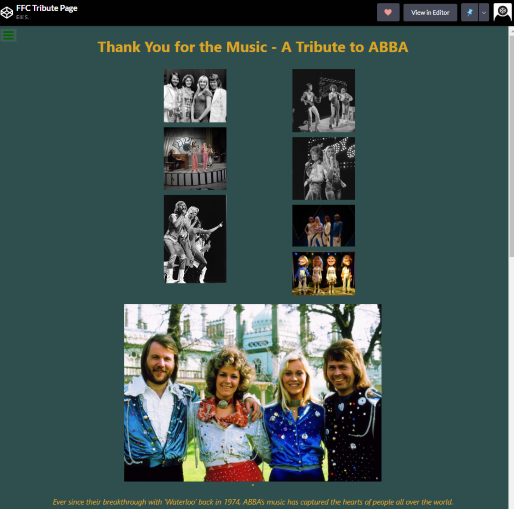 FFC Tribute Page
View in Editor
Thank You for the Music - A Tribute to ABBA
Ever since their breakthrough with 'Waterloo' back in 1974, ABBA's music has captured the hearts of people all over the world.